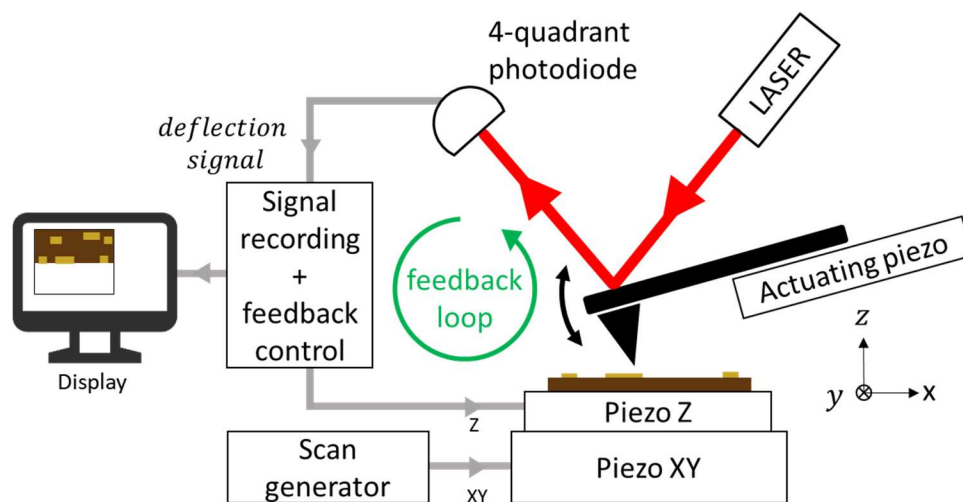 4-quadrant
photodiode
LASER
deflection
signal
Signal
recording
+
feedback
control
feedback
loop
Actuating piezo
Display
z
y
x
Z
Piezo Z
Scan
generator
XY
Piezo XY